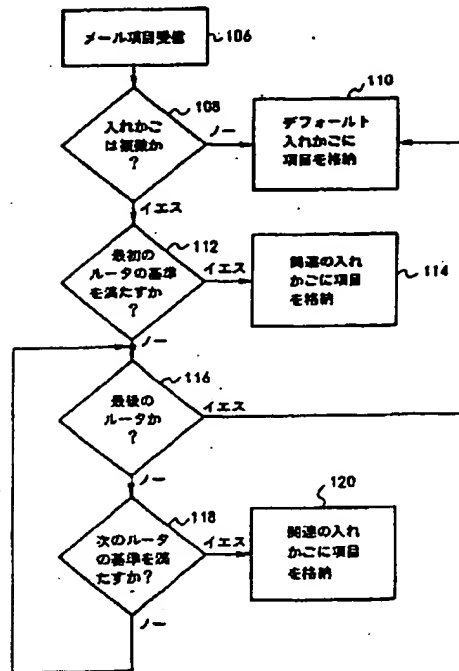 メール項目受信
106
108
入れかご
は複数か
?
ノー
イエス
110
デフォールト
入れかごに
項目を格納
112
最初の
ルータの基準
を満たすか
?
イエス
ノー
関連の入れ
かごに項目
を格納
114
116
最後の
ルータか
?
イエス
ノー
118
次のルータ
の基準を満
たすか?
イエス
ノー
120
関連の入れ
かごに項目
を格納